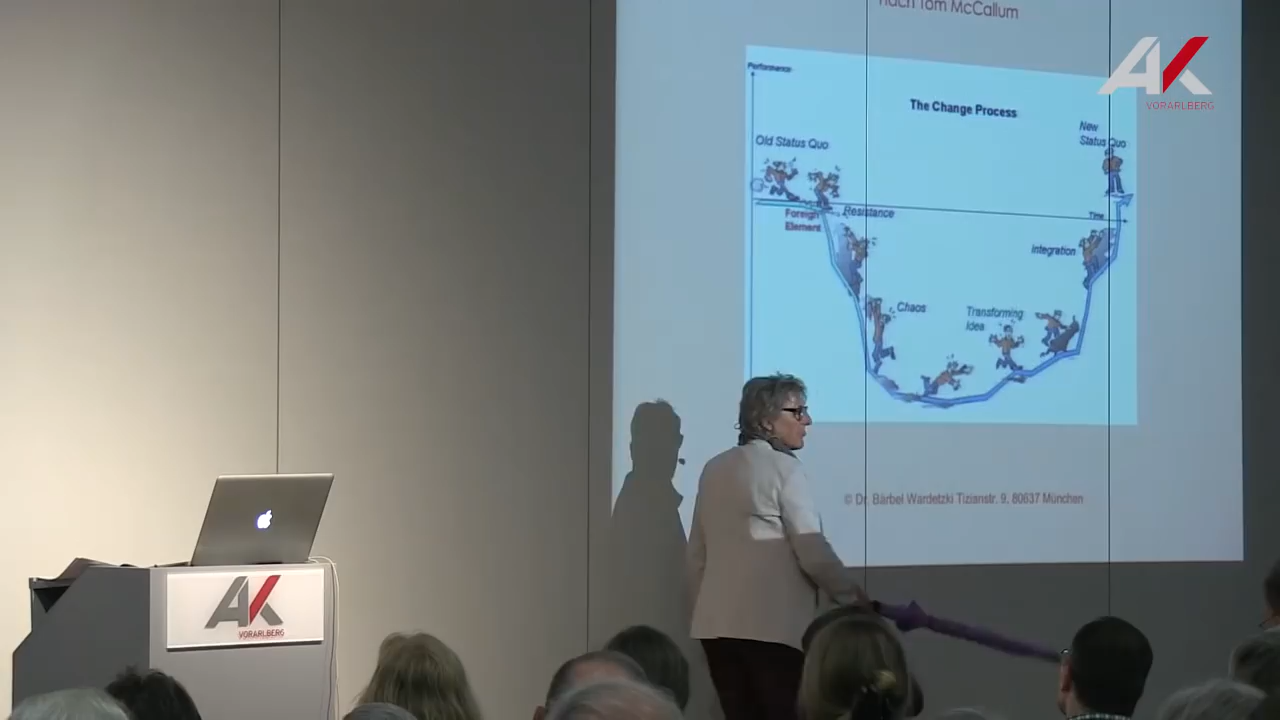 nach Tom McCallum
AK
VORARLBERG
Performance
The Change Process
Old Status Quo
New
Status Quo
Foreign
Element
Resistance
Time
Integration
Chaos
Transforming
Idea
© Dr. Bärbel Wardetzki Tizianstr. 9, 80637 München
AK
VORARLBERG